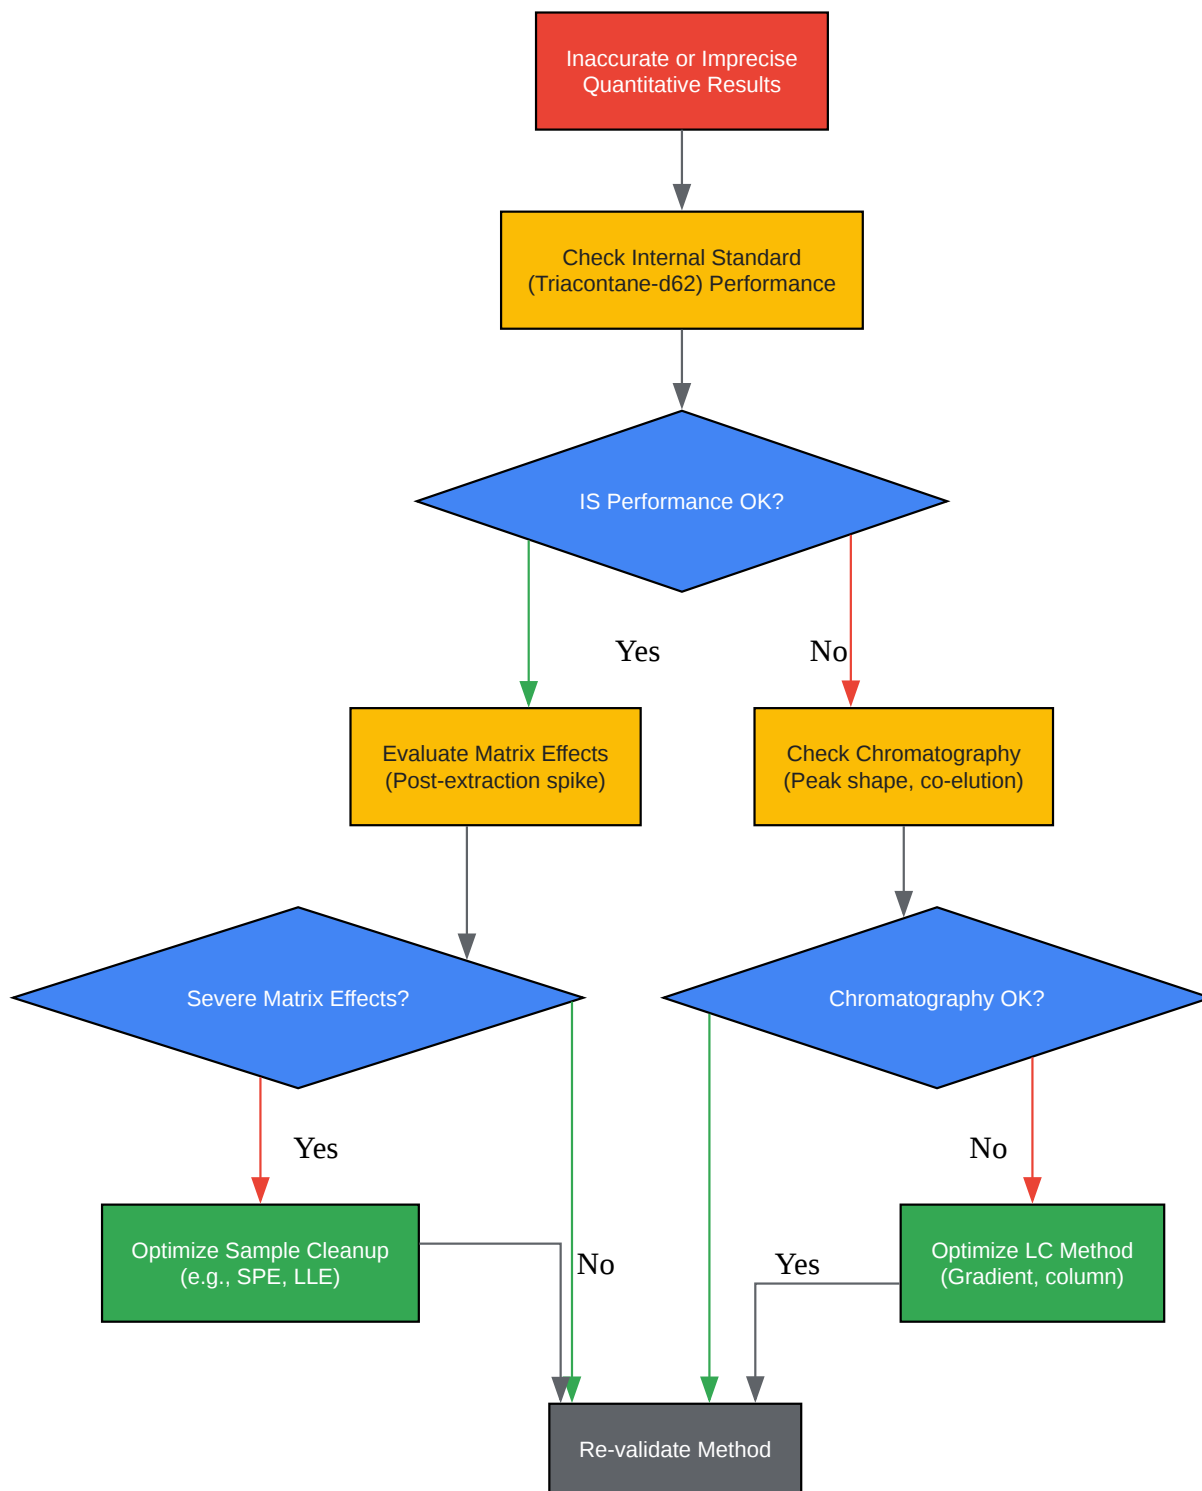 Inaccurate or Imprecise
Quantitative Results
Check Internal Standard
(Triacontane-d62) Performance
IS Performance OK?
Yes
No
Evaluate Matrix Effects
(Post-extraction spike)
Check Chromatography
(Peak shape, co-elution)
Severe Matrix Effects?
Chromatography OK?
Yes
No
Optimize Sample Cleanup
(e.g., SPE, LLE)
No
Yes
Optimize LC Method
(Gradient, column)
Re-validate Method